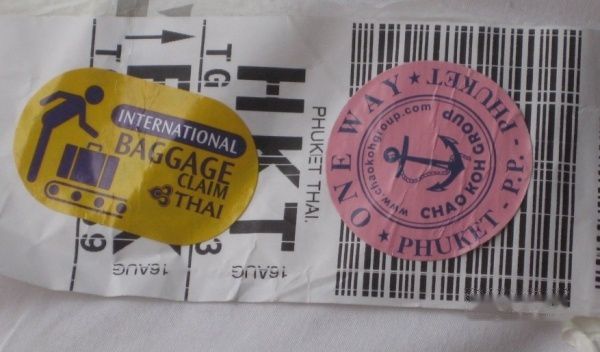 INTERNATIONAL
BAGGAGE
CLAIM
THAI
TG
HKT
PHUKET THAI.
16AUG
16AUG
ONE WAY
PHUKET - P.P. - PHUKET
www.chaokohgroup.com
CHAO KOH GROUP